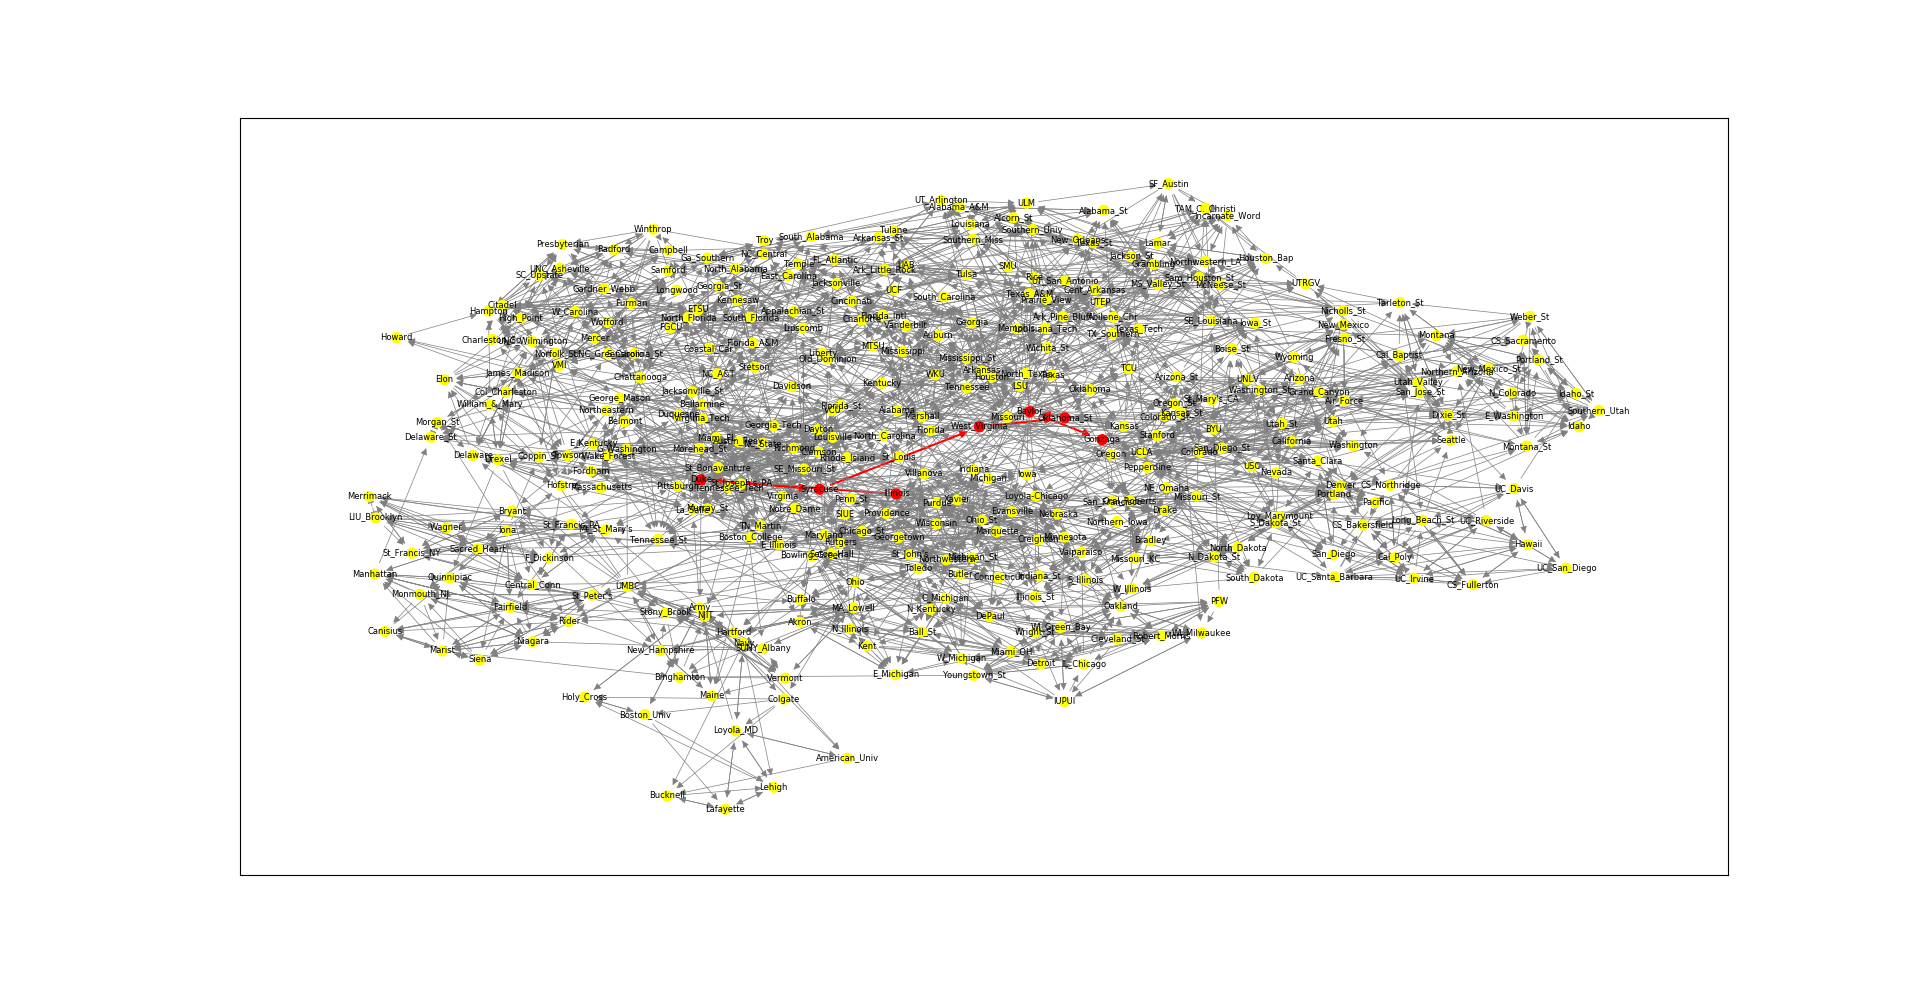 SF_Austin
UT_Arlington
Alabama_A&M
ULM
TAM_C._Christi
Incarnate_Word
Alabama_St
Alcorn_St
Louisiana
Southern_Univ
Winthrop
Tulane
Arkansas_St
South_Alabama
Troy
Southern_Miss
New_Orleans
Texas_St
Lamar
Presbyterian
Radford
Campbell
NC_Central
Jackson_St
Grambling
Northwestern_LA
Houston_Bap
Ga_Southern
Temple
FL_Atlantic
UAB
Ark_Little_Rock
SMU
Tulsa
UNC_Asheville
SC_Upstate
Samford
North_Alabama
East_Carolina
Jacksonville
Rice
UT_San_Antonio
Sam_Houston_St
McNeese_St
MS_Valley_St
UTRGV
Gardner_Webb
Longwood
Georgia_St
UCF
South_Carolina
Texas_A&M
Cent_Arkansas
Prairie_View
UTEP
Citadel
Hampton
High_Point
W_Carolina
Furman
Kennesaw
ETSU
Cincinnati
Tarleton_St
Nicholls_St
Weber_St
Wofford
North_Florida
South_Florida
FGCU
Appalachian_St
Lipscomb
Charlotte
Florida_Intl
Vanderbilt
Georgia
Memphis
Louisiana_Tech
Ark_Pine_Bluff
Abilene_Chr
Texas_Tech
TX_Southern
SE_Louisiana
Iowa_St
New_Mexico
Fresno_St
Montana
CS_Sacramento
Howard
Mercer
Florida_A&M
Auburn
Coastal_Car
Liberty
Old_Dominion
MTSU
Mississippi
Mississippi_St
Wichita_St
Boise_St
Wyoming
Cal_Baptist
Portland_St
Norfolk_St
VMI
James_Madison
Elon
Chattanooga
NC_A&T
Stetson
Davidson
Kentucky
WKU
Arkansas
Houston
Tennessee
North_Texas
Texas
LSU
TCU
Oklahoma
Arizona_St
UNLV
Arizona
Washington_St
Grand_Canyon
Northern_Arizona
New_Mexico_St
Utah_Valley
San_Jose_St
N_Colorado
Idaho_St
Col_Charleston
William_&_Mary
George_Mason
Jacksonville_St
Bellarmine
Duquesne
Virginia_Tech
Northeastern
Belmont
VCU
Florida_St
Alabama
Marshall
Florida
Missouri
Baylor
West_Virginia
Oklahoma_St
Kansas
Oregon_St
St_Mary's_CA
Kansas_St
Colorado_St
Air_Force
Southern_Utah
Idaho
Dixie_St
E_Washington
Morgan_St
Delaware_St
Georgia_Tech
Dayton
Louisville
North_Carolina
Gonzaga
Stanford
BYU
Utah_St
Utah
California
Washington
Seattle
Montana_St
Delaware
Drexel
Coppin_St
Towson
E_Kentucky
G_Washington
Wake_Forest
Morehead_St
NC_State
Richmond
Clemson
Rhode_Island
St_Louis
Oregon
UCLA
Colorado
San_Diego_St
Santa_Clara
Fordham
Massachusetts
Hofstra
St_Bonaventure
SE_Missouri_St
Villanova
Indiana
Michigan
Iowa
Pepperdine
USC
Nevada
Pittsburgh
Duke
Tennessee_Tech
Virginia
Syracuse
Illinois
Penn_St
Xavier
Purdue
Loyola-Chicago
Evansville
NE_Omaha
Missouri_St
Oral_Roberts
Drake
Denver
Portland
CS_Northridge
Pacific
UC_Davis
Merrimack
LIU_Brooklyn
Bryant
Wagner
Iona
St_Francis_PA
Mt_St_Mary's
La_Salle
Murray_St
Notre_Dame
SIUE
Providence
Wisconsin
Ohio_St
Nebraska
Northern_Iowa
Loy_Marymount
S_Dakota_St
CS_Bakersfield
Long_Beach_St
UC_Riverside
Tennessee_St
TN_Martin
Boston_College
E_Illinois
Maryland
Rutgers
Chicago_St
Georgetown
Marquette
Creighton
Minnesota
Bradley
St_Francis_NY
Sacred_Heart
F_Dickinson
Seton_Hall
St_John's
Northwestern
Michigan_St
Valparaiso
Missouri_KC
North_Dakota
N_Dakota_St
San_Diego
Cal_Poly
Hawaii
UC_San_Diego
Manhattan
Quinnipiac
Central_Conn
UMBC
Toledo
Butler
Connecticut
Indiana_St
S_Illinois
South_Dakota
UC_Santa_Barbara
UC_Irvine
CS_Fullerton
Monmouth_NJ
St_Peter's
Ohio
Buffalo
C_Michigan
Illinois_St
W_Illinois
Fairfield
Stony_Brook
Army
NJIT
MA_Lowell
N_Kentucky
DePaul
Oakland
PFW
Rider
Akron
Canisius
Niagara
Hartford
N_Illinois
Ball_St
Wright_St
WI_Green_Bay
Cleveland_St
Robert_Morris
WI_Milwaukee
Marist
Siena
New_Hampshire
Navy
SUNY_Albany
Kent
W_Michigan
Miami_OH
Detroit
IL_Chicago
Binghamton
Vermont
E_Michigan
Youngstown_St
Holy_Cross
Maine
Colgate
IUPUI
Boston_Univ
Loyola_MD
American_Univ
Bucknell
Lehigh
Lafayette